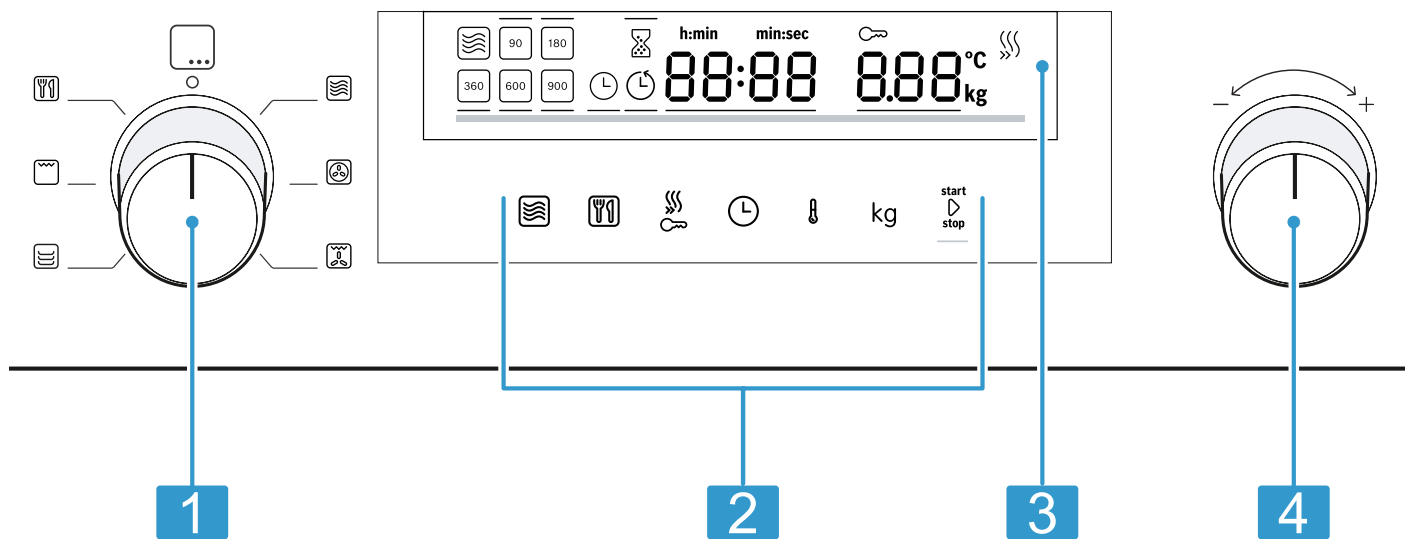 90 180
h:min min:sec
360 600 900
88:88 8.88 °C
kg
kg
start
stop
− +
1 2 3 4